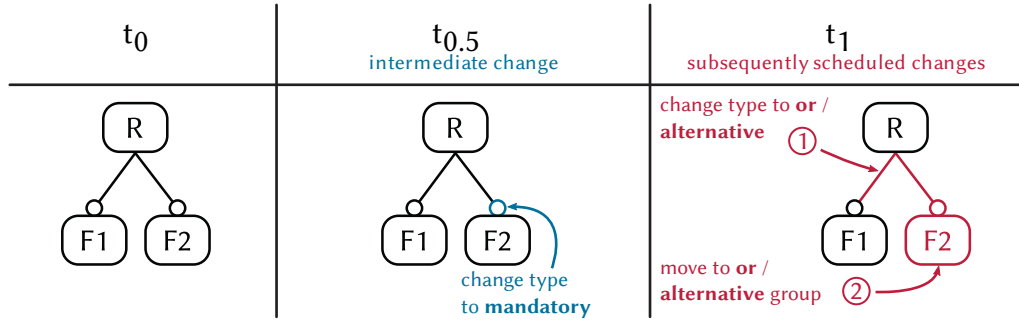 t0
t0.5
t1
intermediate change
subsequently scheduled changes
R
F1
F2
R
F1
F2
change type
to mandatory
change type to or /
alternative
1
R
F1
F2
move to or /
alternative group
2